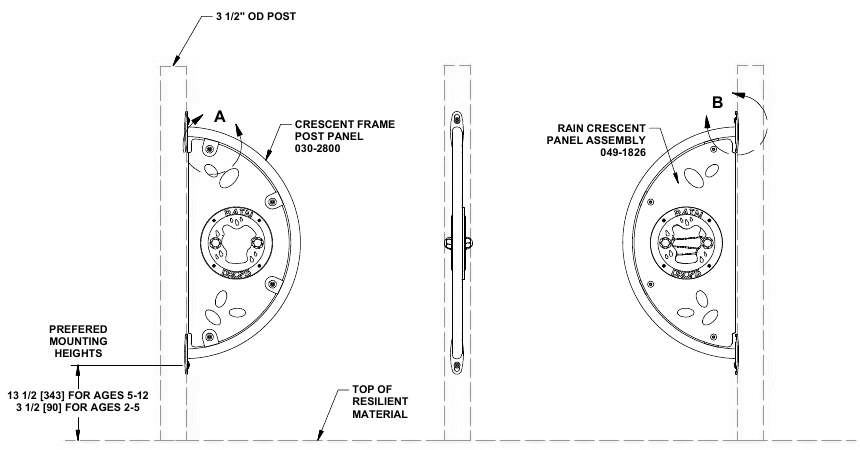 3 1/2" OD POST
A
CRESCENT FRAME
POST PANEL
030-2800
B
RAIN CRESCENT
PANEL ASSEMBLY
049-1826
PREFERED
MOUNTING
HEIGHTS
13 1/2 [343] FOR AGES 5-12
3 1/2 [90] FOR AGES 2-5
TOP OF
RESILIENT
MATERIAL